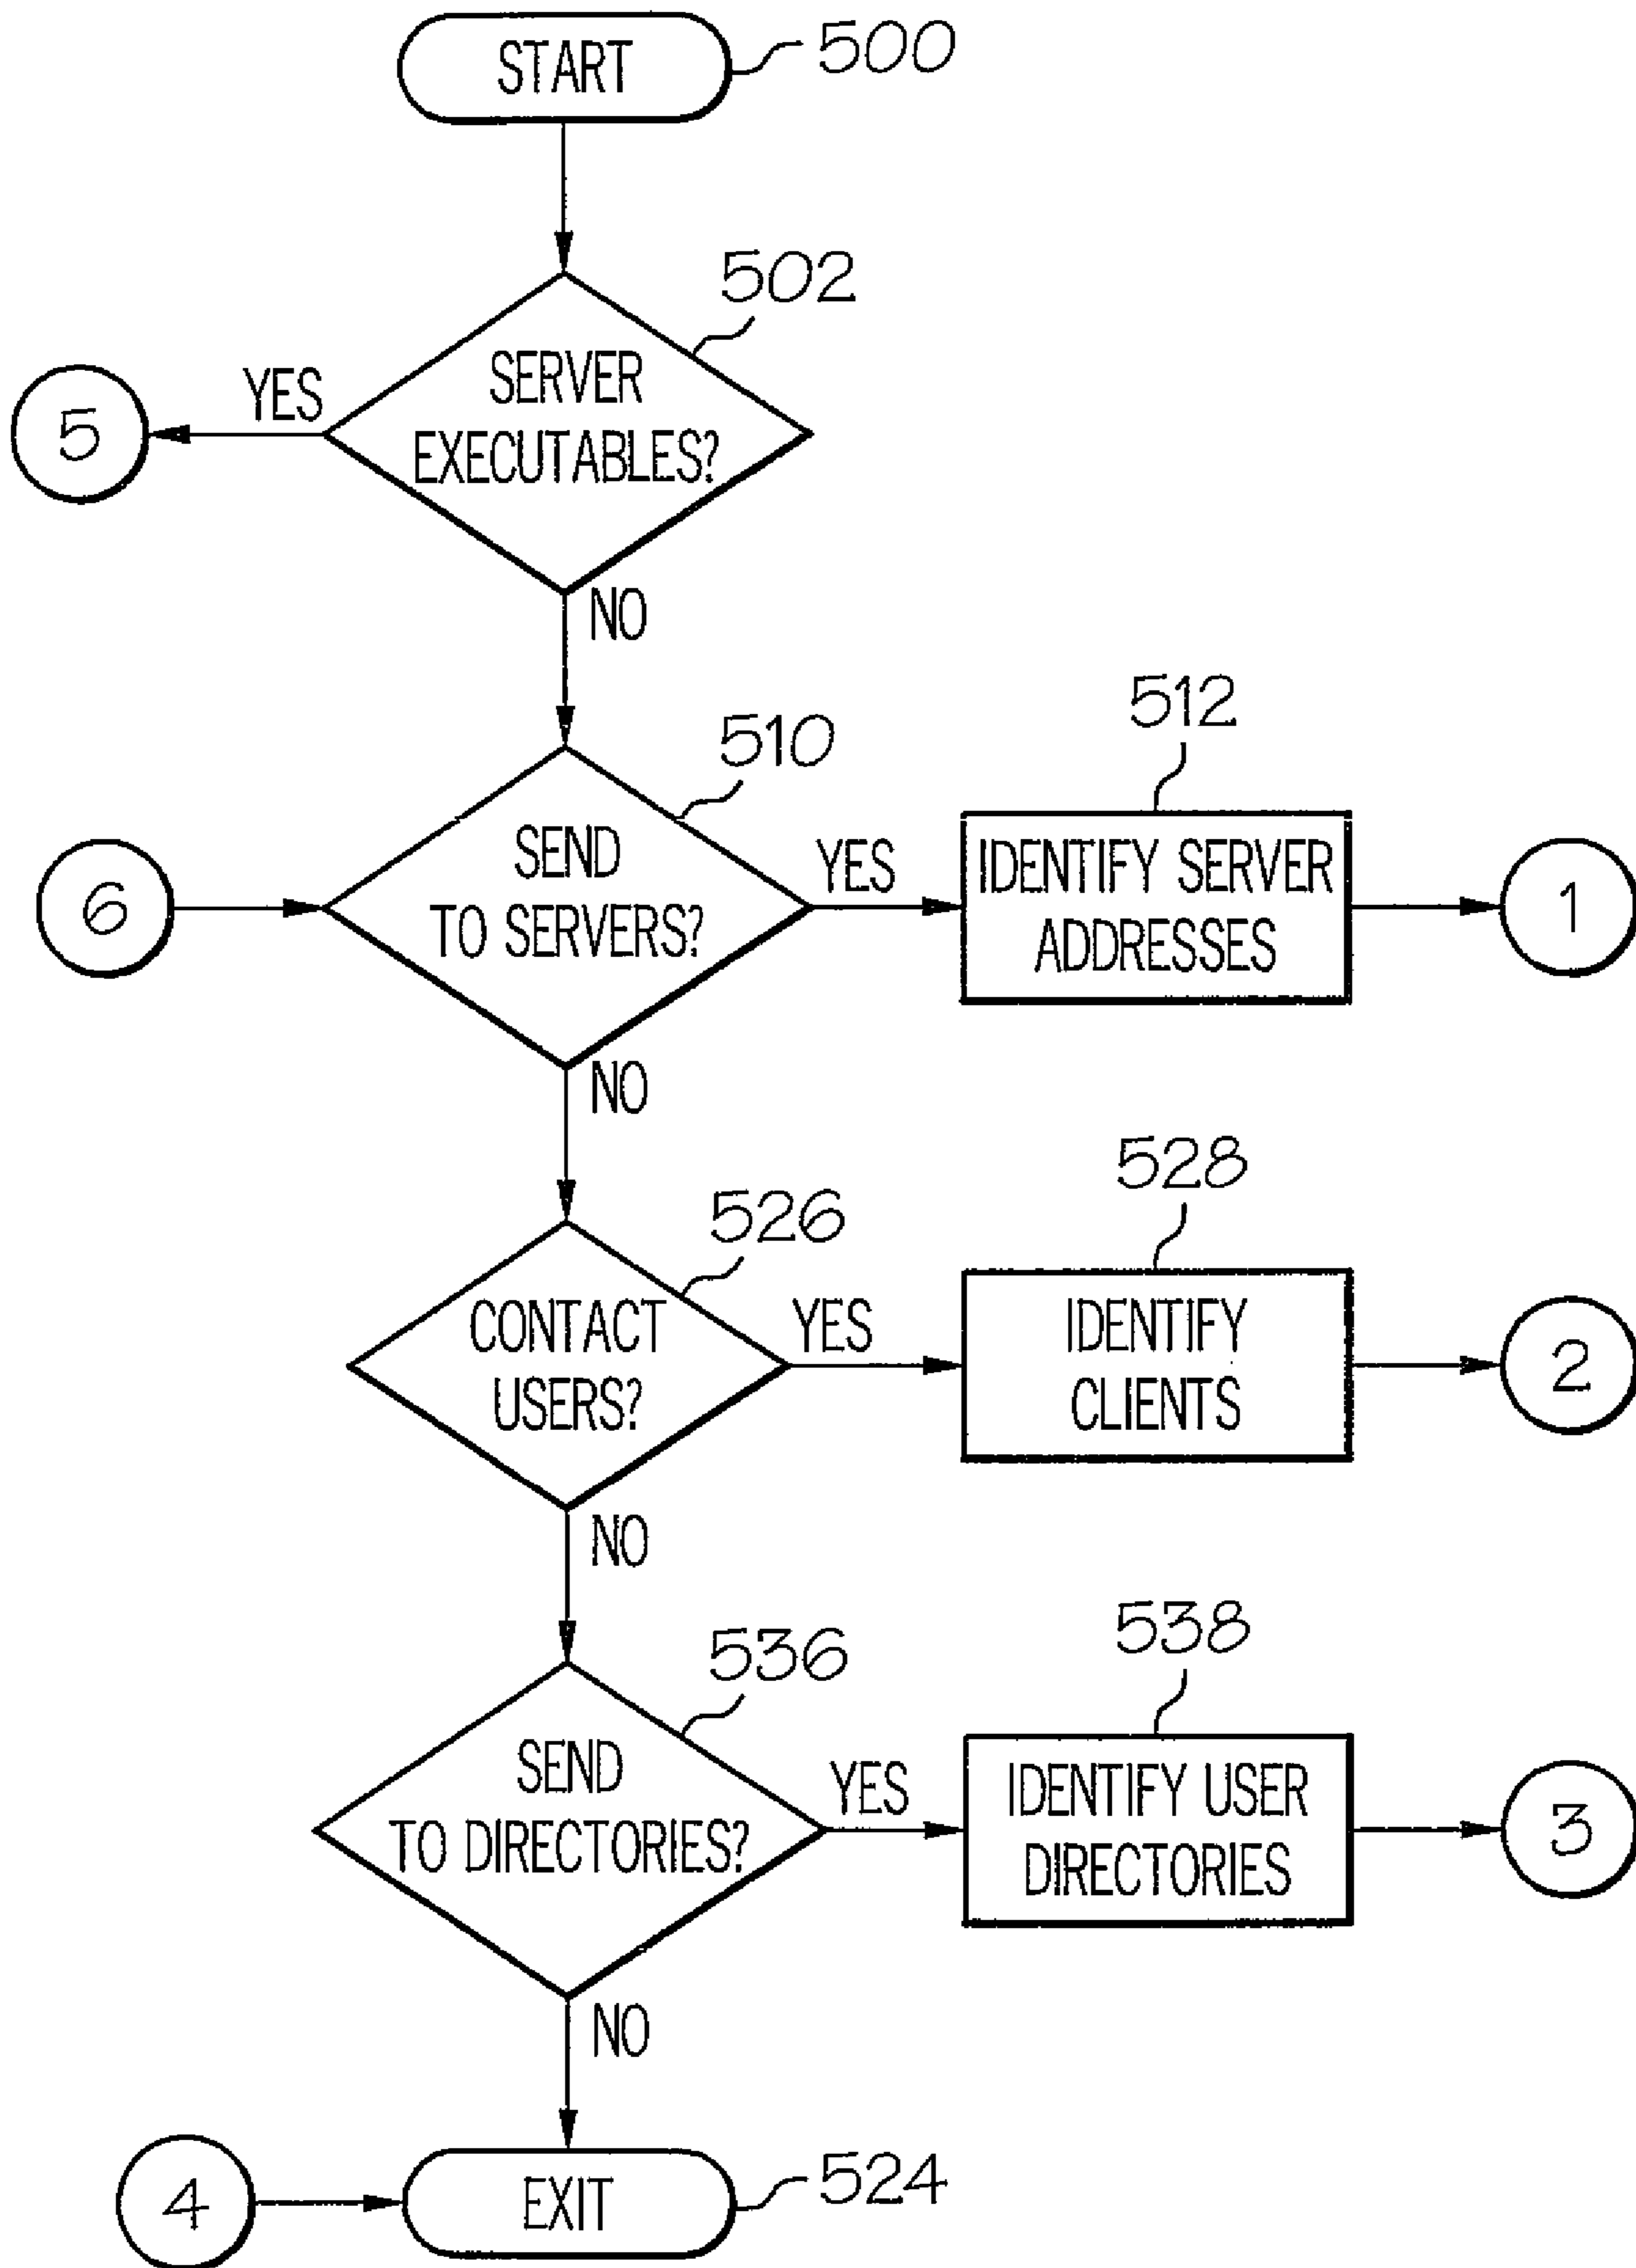 START
500
502
SERVER
EXECUTABLES?
YES
5
NO
510
512
6
SEND
TO SERVERS?
YES
IDENTIFY SERVER
ADDRESSES
1
NO
526
528
CONTACT
USERS?
YES
IDENTIFY
CLIENTS
2
NO
536
538
SEND
TO DIRECTORIES?
YES
IDENTIFY USER
DIRECTORIES
3
NO
4
EXIT
524